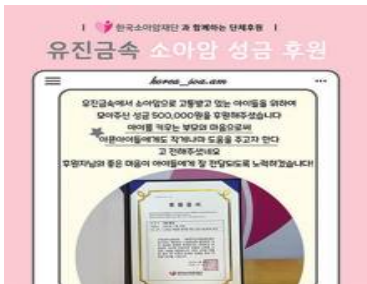 한국소아암재단 과 함께하는 단체후원
유진금속 소아암 성금 후원
korea_soa.am
유진금속에서 소아암으로 고통받고 있는 아이들을 위하여
모아주신 성금 500,000원을 후원해주셨습니다
아이를 키우는 부모의 마음으로써
아픈아이들에게도 작게나마 도움을 주고자 한다
고 전해주셨네요
후원자님의 좋은 마음이 아이들에게 잘 전달되도록 노력하겠습니다!
후원증서